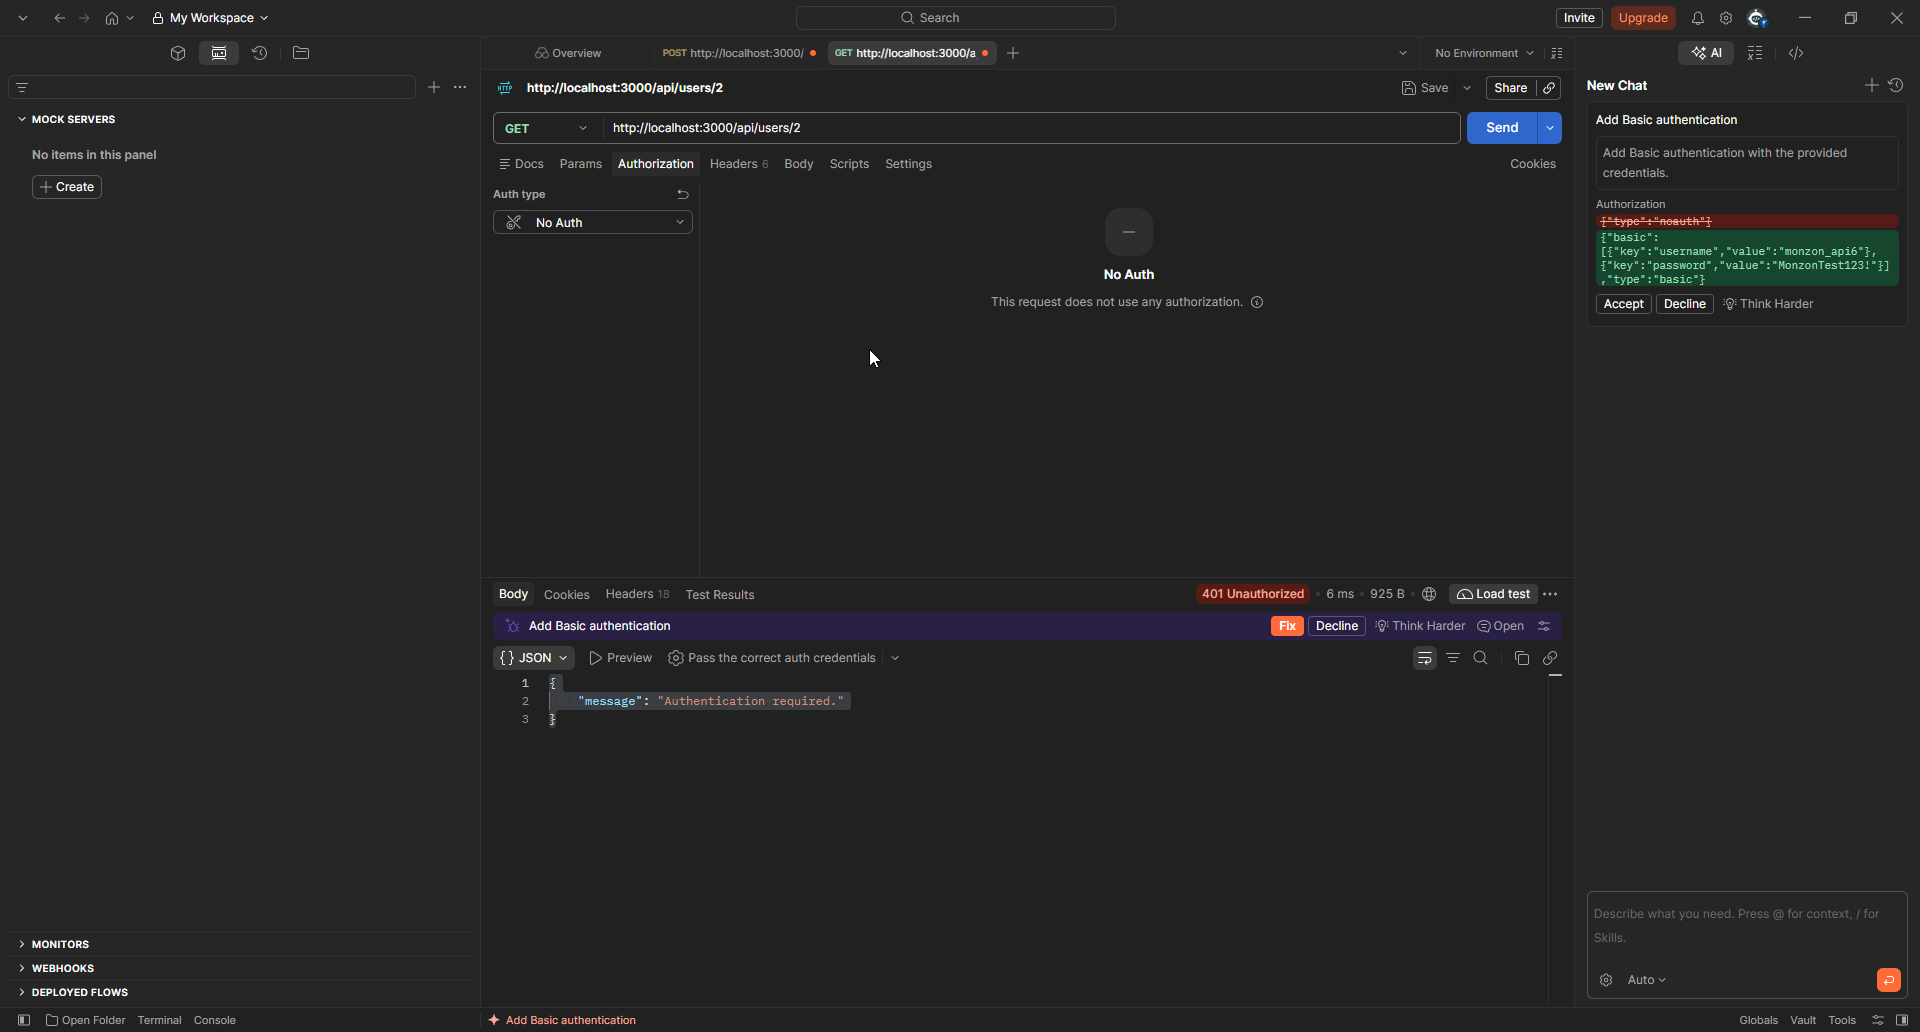 My Workspace
Search
Invite
Upgrade
Overview
POST http://localhost:3000/
GET http://localhost:3000/a
No Environment
AI
http://localhost:3000/api/users/2
Save
Share
New Chat
MOCK SERVERS
No items in this panel
Create
GET
http://localhost:3000/api/users/2
Send
Docs
Params
Authorization
Headers 6
Body
Scripts
Settings
Cookies
Auth type
No Auth
No Auth
This request does not use any authorization.
Add Basic authentication
Add Basic authentication with the provided
credentials.
Authorization
{"type":"noauth"}
{"basic":
[{"key":"username","value":"monzon_api6"},
{"key":"password","value":"MonzonTest123!"}]
,"type":"basic"}
Accept
Decline
Think Harder
Body
Cookies
Headers 18
Test Results
401 Unauthorized
6 ms
925 B
Load test
Add Basic authentication
Fix
Decline
Think Harder
Open
{} JSON
Preview
Pass the correct auth credentials
1 {
2 "message": "Authentication required."
3 }
Describe what you need. Press @ for context, / for
Skills.
Auto
MONITORS
WEBHOOKS
DEPLOYED FLOWS
Open Folder
Terminal
Console
Add Basic authentication
Globals
Vault
Tools